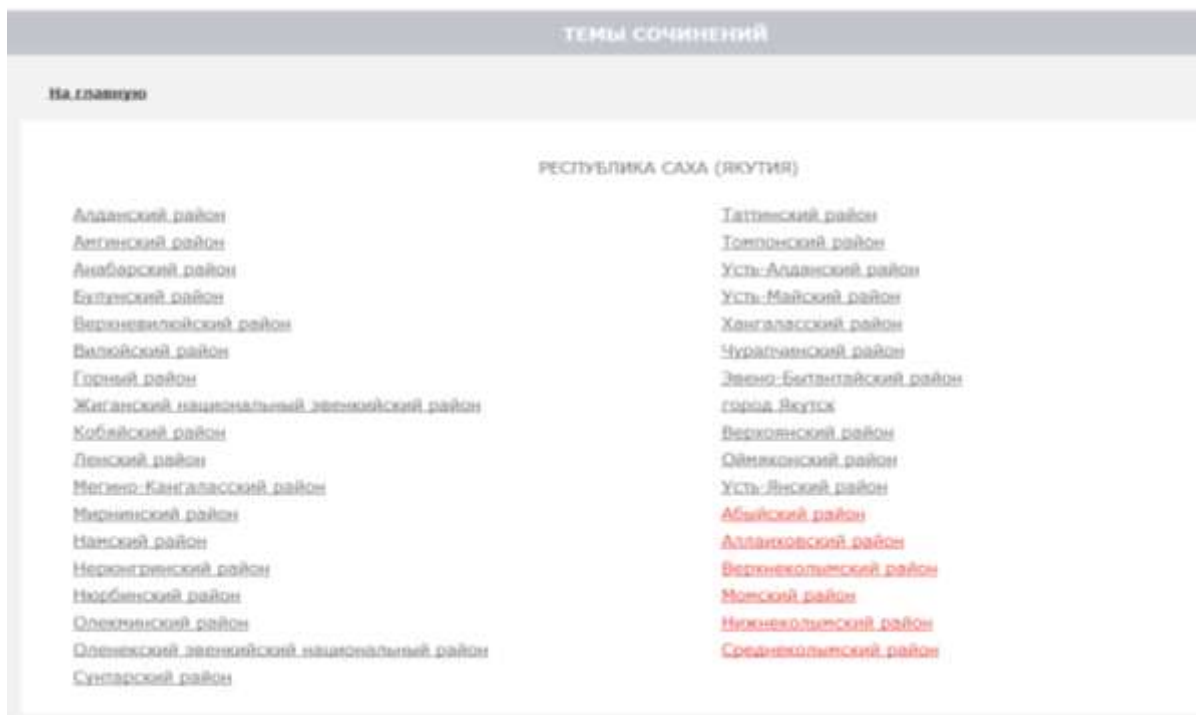 ТЕМЫ СОЧИНЕНИЙ
На главную
РЕСПУБЛИКА САХА (ЯКУТИЯ)
Алданский район
Амгинский район
Анабарский район
Булунский район
Верхневилюйский район
Вилюйский район
Горный район
Жиганский национальный эвенкийский район
Кобяйский район
Ленский район
Мегино-Кангаласский район
Мирнинский район
Намский район
Нерюнгринский район
Нюрбинский район
Олекминский район
Оленекский эвенкийский национальный район
Сунтарский район
Таттинский район
Томпонский район
Усть-Алданский район
Усть-Майский район
Хангаласский район
Чурапчинский район
Эвено-Бытантайский район
город Якутск
Верхоянский район
Оймяконский район
Усть-Янский район
Абыйский район
Аллаиховский район
Верхнеколымский район
Момский район
Нижнеколымский район
Среднеколымский район